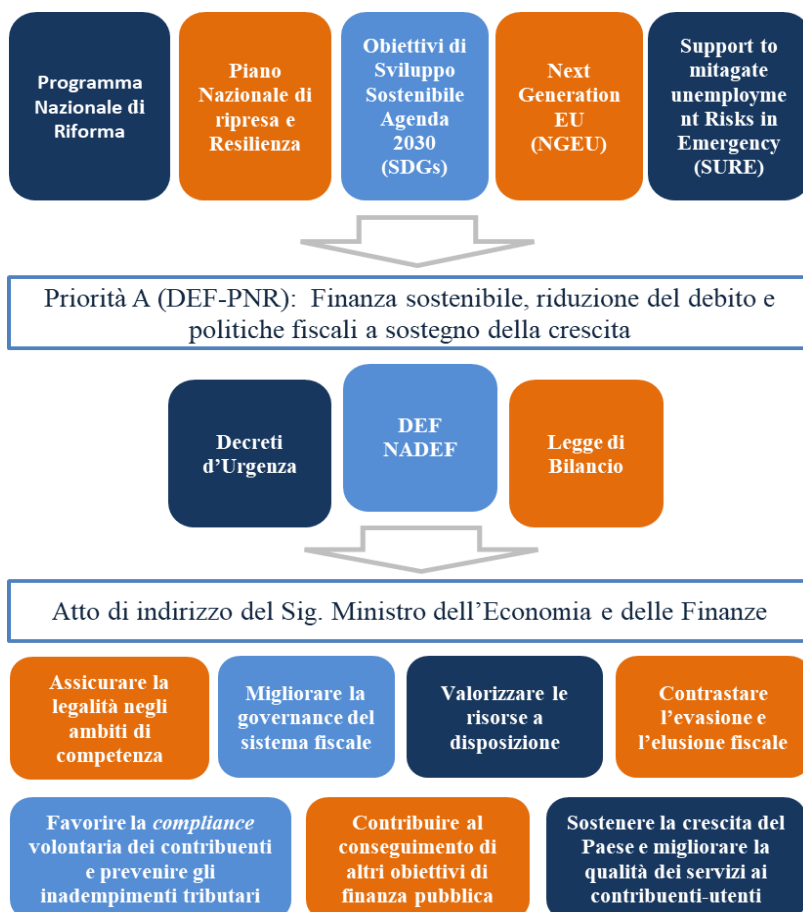 Programma
Nazionale di
Riforma
Piano
Nazionale di
ripresa e
Resilienza
Obiettivi di
Sviluppo
Sostenibile
Agenda
2030
(SDGs)
Next
Generation
EU
(NGEU)
Support to
mitagate
unemployme
nt Risks in
Emergency
(SURE)
Priorità A (DEF-PNR): Finanza sostenibile, riduzione del debito e
politiche fiscali a sostegno della crescita
Decreti
d’Urgenza
DEF
NADEF
Legge di
Bilancio
Atto di indirizzo del Sig. Ministro dell’Economia e delle Finanze
Assicurare la
legalità negli
ambiti di
competenza
Migliorare la
governance del
sistema fiscale
Valorizzare le
risorse a
disposizione
Contrastare
l’evasione e
l’elusione fiscale
Favorire la compliance
volontaria dei contribuenti
e prevenire gli
inadempimenti tributari
Contribuire al
conseguimento di
altri obiettivi di
finanza pubblica
Sostenere la crescita del
Paese e migliorare la
qualità dei servizi ai
contribuenti-utenti